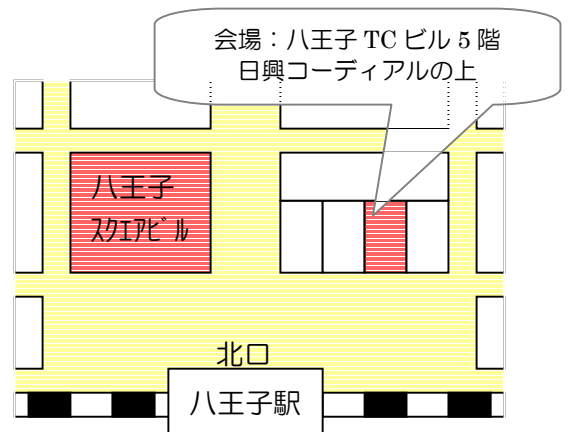 会場：八王子 TC ビル 5 階
日興コーディアルの上
八王子
ｽｸｴｱﾋﾞﾙ
北口
八王子駅